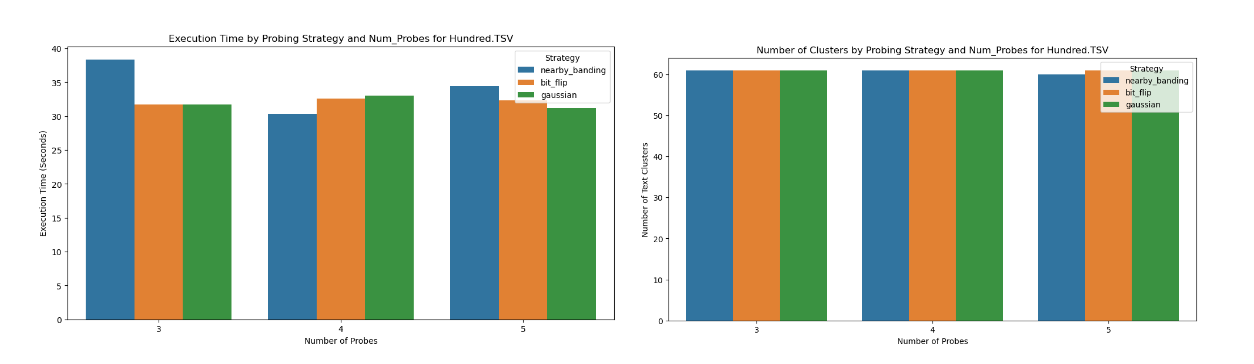 Execution Time by Probing Strategy and Num_Probes for Hundred.TSV
Execution Time (Seconds)
40
35
30
25
20
15
10
5
0
Strategy
nearby_banding
bit_flip
gaussian
3
4
5
Number of Probes
Number of Clusters by Probing Strategy and Num_Probes for Hundred.TSV
Number of Text Clusters
60
50
40
30
20
10
0
Strategy
nearby_banding
bit_flip
gaussian
3
4
5
Number of Probes